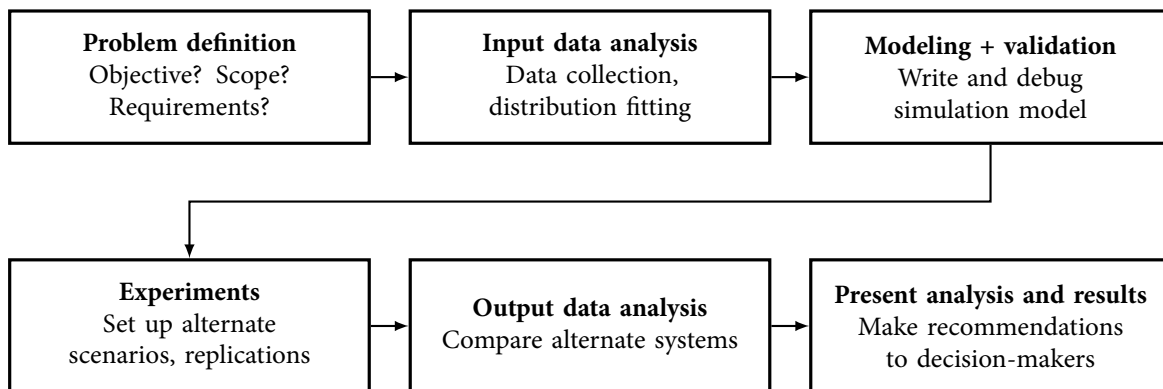 Problem definition
Objective? Scope?
Requirements?
Input data analysis
Data collection,
distribution fitting
Modeling + validation
Write and debug
simulation model
Experiments
Set up alternate
scenarios, replications
Output data analysis
Compare alternate systems
Present analysis and results
Make recommendations
to decision-makers